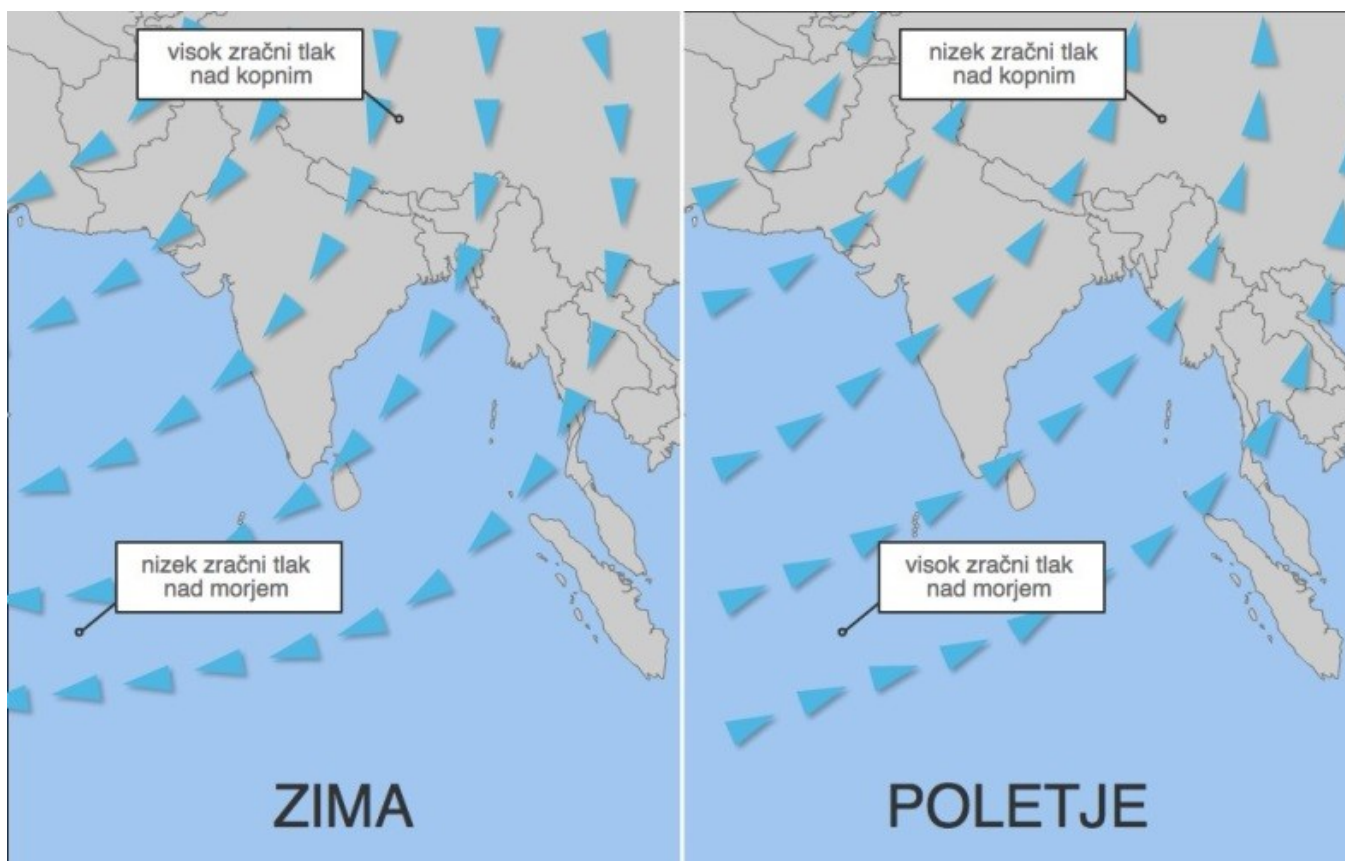 visok zračni tlak
nad kopnim
nizek zračni tlak
nad morjem
ZIMA
nizek zračni tlak
nad kopnim
visok zračni tlak
nad morjem
POLETJE